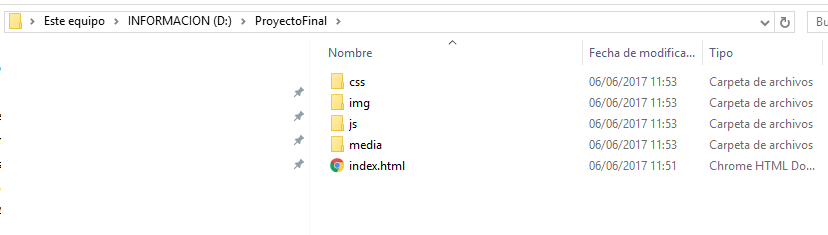 Este equipo > INFORMACION (D:) > ProyectoFinal >
Nombre Fecha de modifica... Tipo
css 06/06/2017 11:53 Carpeta de archivos
img 06/06/2017 11:53 Carpeta de archivos
js 06/06/2017 11:53 Carpeta de archivos
media 06/06/2017 11:53 Carpeta de archivos
index.html 06/06/2017 11:51 Chrome HTML Do...